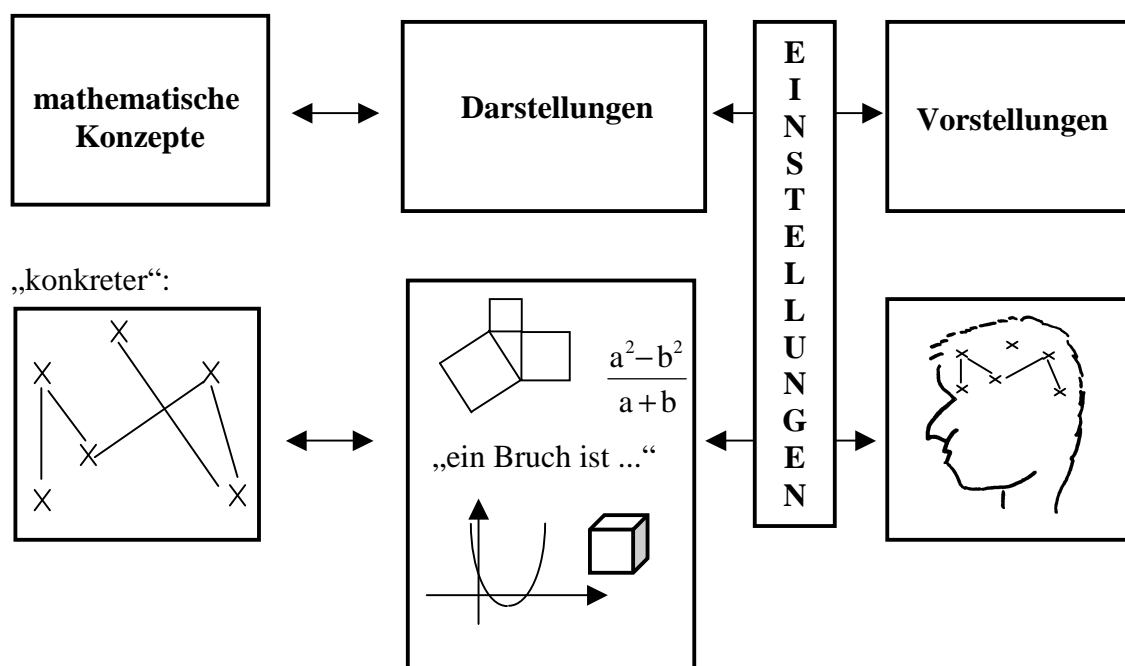 mathematische
Konzepte
Darstellungen
E
I
N
S
T
E
L
L
U
N
G
E
N
Vorstellungen
„konkreter“:
a²−b²
a+b
„ein Bruch ist ...“